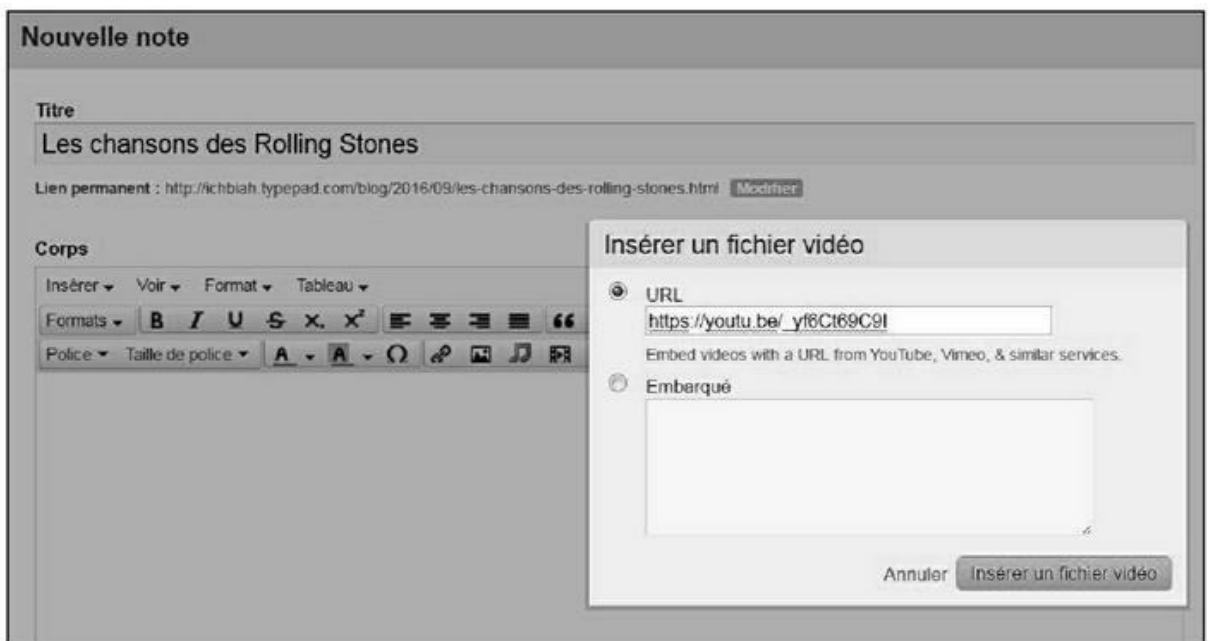 Nouvelle note
Titre
Les chansons des Rolling Stones
Lien permanent : http://ichbiah.typepad.com/blog/2016/09/les-chansons-des-rolling-stones.html Modifier
Corps
Insérer Voir Format Tableau
Formats B I U S x. x² “
Police Taille de police A A Ω
Insérer un fichier vidéo
URL
https://youtu.be/_yf6Ct69C9I
Embed videos with a URL from YouTube, Vimeo, & similar services.
Embarqué
Annuler Insérer un fichier vidéo